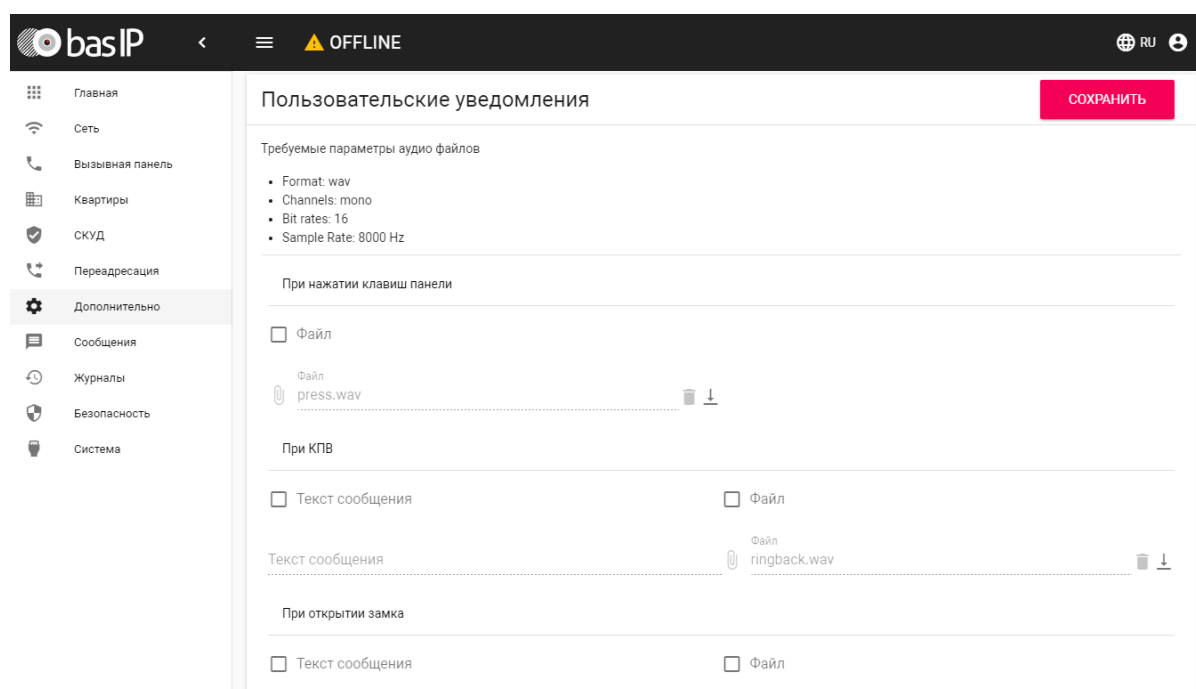 basIP
OFFLINE
RU
Главная
Сеть
Вызывная панель
Квартиры
СКУД
Переадресация
Дополнительно
Сообщения
Журналы
Безопасность
Система
Пользовательские уведомления
СОХРАНИТЬ
Требуемые параметры аудио файлов
• Format: wav
• Channels: mono
• Bit rates: 16
• Sample Rate: 8000 Hz
При нажатии клавиш панели
Файл
Файл
press.wav
При КПВ
Текст сообщения
Файл
Текст сообщения
Файл
ringback.wav
При открытии замка
Текст сообщения
Файл